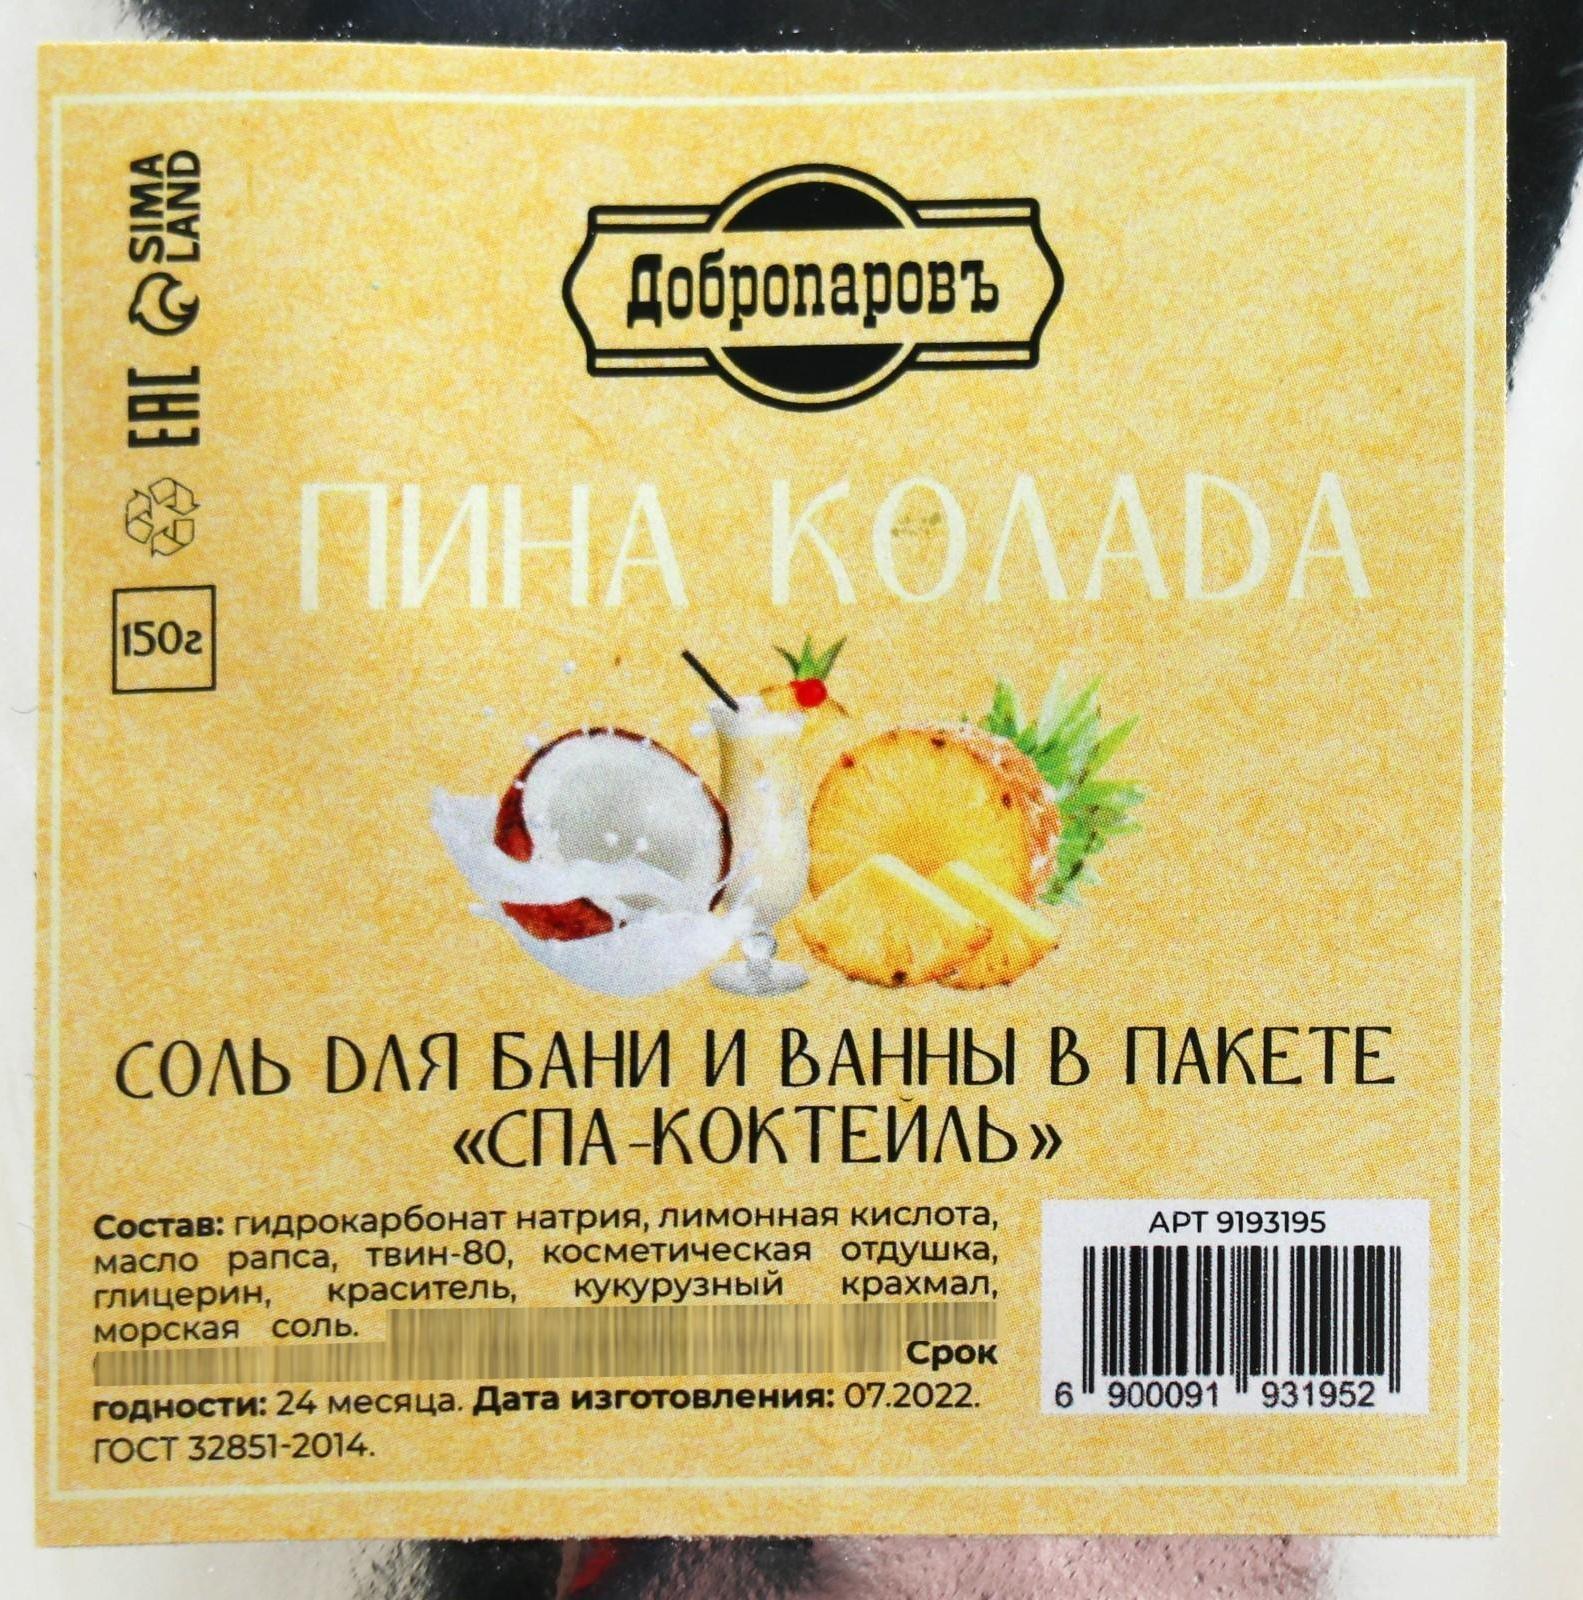 SIMA
LAND
EAC
150г
Добропаровъ
ПИНА КОЛАДА
СОЛЬ ДЛЯ БАНИ И ВАННЫ В ПАКЕТЕ
«СПА-КОКТЕЙЛЬ»
Состав: гидрокарбонат натрия, лимонная кислота,
масло рапса, твин-80, косметическая отдушка,
глицерин, краситель, кукурузный крахмал,
морская соль.
Срок
годности: 24 месяца. Дата изготовления: 07.2022.
ГОСТ 32851-2014.
АРТ 9193195
6 900091 931952